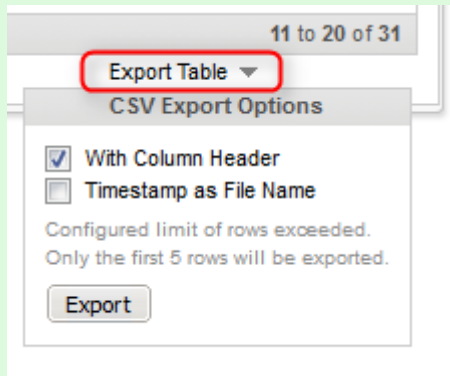 11 to 20 of 31
Export Table
CSV Export Options
With Column Header
Timestamp as File Name
Configured limit of rows exceeded.
Only the first 5 rows will be exported.
Export